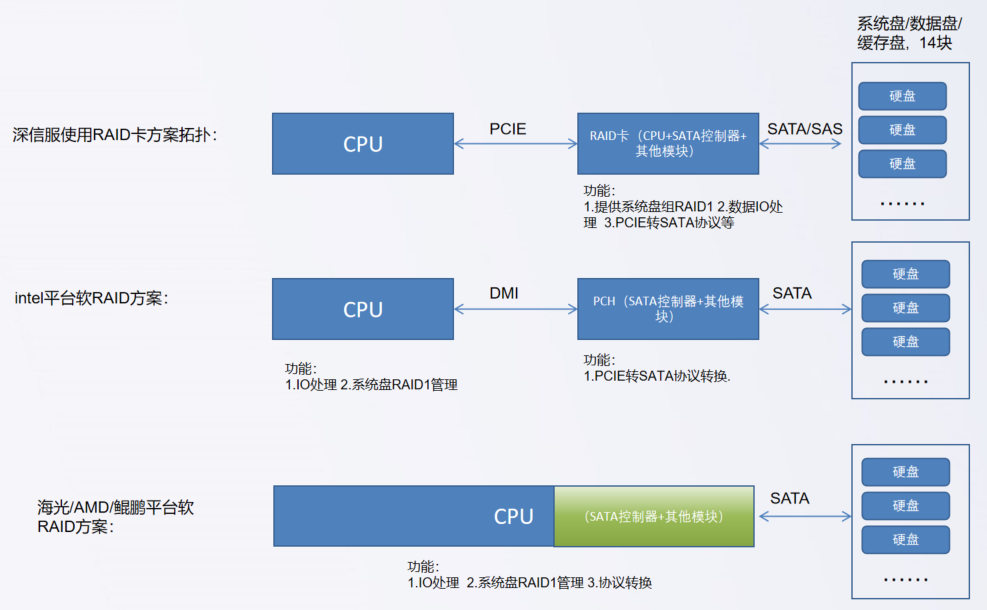 系统盘/数据盘/
缓存盘，14块
深信服使用RAID卡方案拓扑：
CPU
PCIE
RAID卡（CPU+SATA控制器+
其他模块）
SATA/SAS
硬盘
硬盘
硬盘
......
功能：
1.提供系统盘组RAID1 2.数据IO处
理 3.PCIE转SATA协议等
intel平台软RAID方案：
CPU
DMI
PCH（SATA控制器+其他模
块）
SATA
硬盘
硬盘
硬盘
......
功能：
1.IO处理 2.系统盘RAID1管理
功能：
1.PCIE转SATA协议转换.
海光/AMD/鲲鹏平台软
RAID方案：
CPU
（SATA控制器+其他模块）
SATA
硬盘
硬盘
硬盘
......
功能：
1.IO处理 2.系统盘RAID1管理 3.协议转换